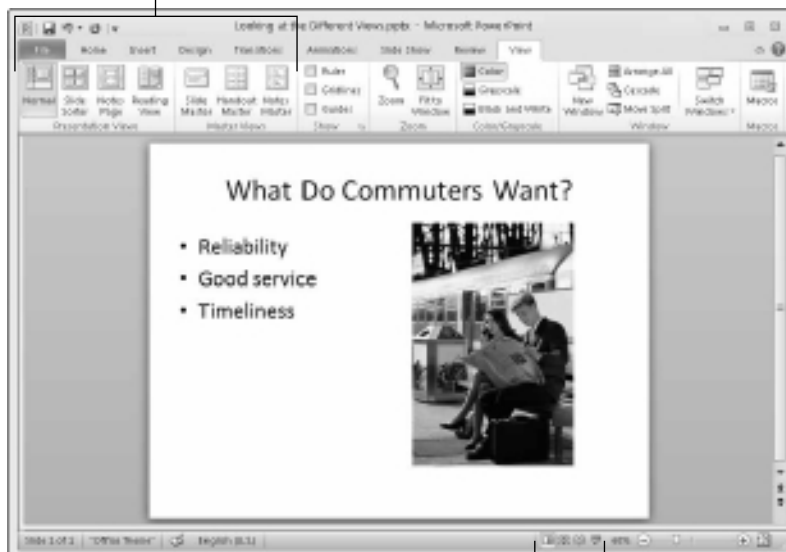 Looking at the Different Views.pptx - Microsoft PowerPoint
File Home Insert Design Transitions Animations Slide Show Review View
Normal Slide Sorter Notes Page Reading View Slide Master Handout Master Notes Master Ruler Gridlines Guides Zoom Fit to Window Color Grayscale Black and White New Window Arrange All Cascade Move Split Switch Windows Macros
Presentation Views Master Views Show Zoom Color/Grayscale Window Macros
What Do Commuters Want?
• Reliability
• Good service
• Timeliness
Slide 1 of 1 "Office Theme" English (U.S.)